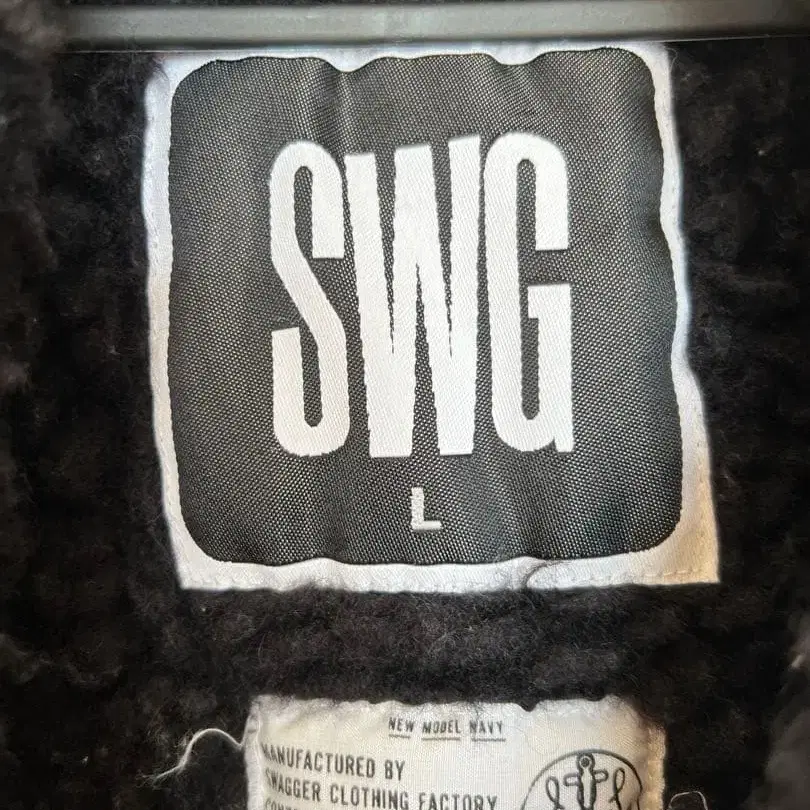 SWG
L
NEW MODEL NAVY
MANUFACTURED BY
SWAGGER CLOTHING FACTORY